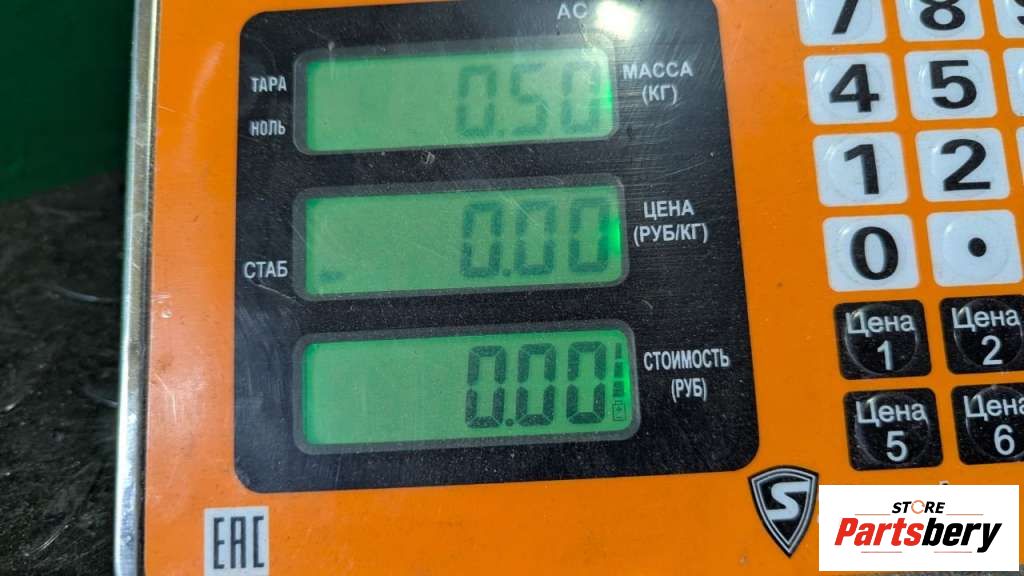 AC
7 8
ТАРА
0.50
МАССА
(КГ)
4 5
НОЛЬ
1 2
0.00
ЦЕНА
(РУБ/КГ)
СТАБ
0 .
0.00
СТОИМОСТЬ
(РУБ)
Цена
1
Цена
2
Цена
5
Цена
6
S
EAC
STORE
Partsbery